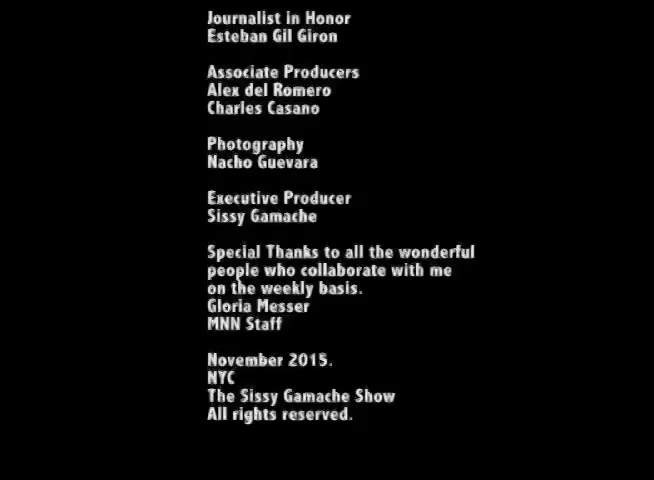 Journalist in Honor
Esteban Gil Giron
Associate Producers
Alex del Romero
Charles Casano
Photography
Nacho Guevara
Executive Producer
Sissy Gamache
Special Thanks to all the wonderful
people who collaborate with me
on the weekly basis.
Gloria Messer
MNN Staff
November 2015.
NYC
The Sissy Gamache Show
All rights reserved.